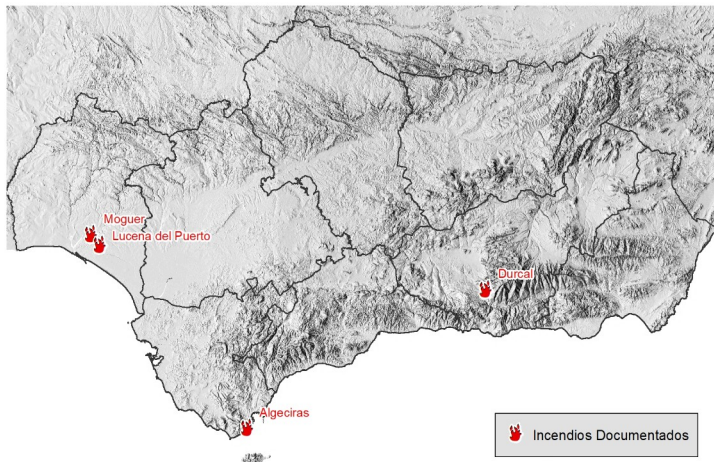 Moguer
Lucena del Puerto
Durcal
Algeciras
Incendios Documentados